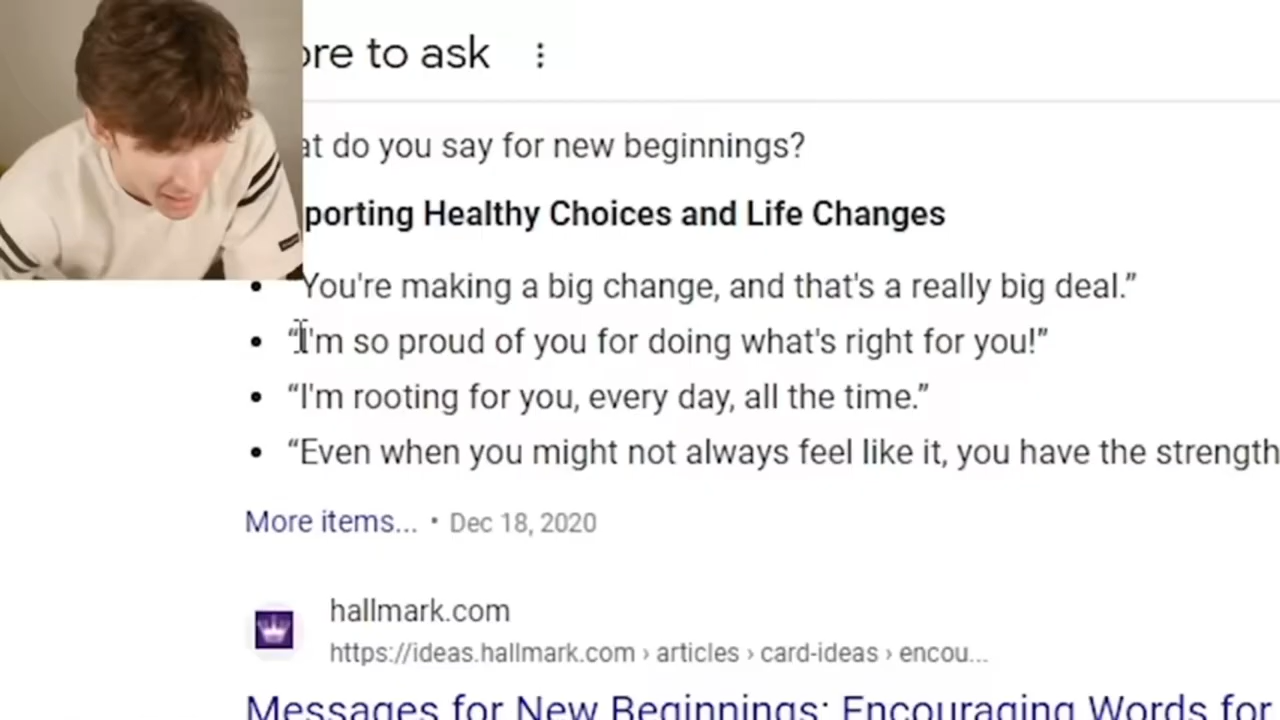 ore to ask
at do you say for new beginnings?
porting Healthy Choices and Life Changes
• You're making a big change, and that's a really big deal.”
• “I'm so proud of you for doing what's right for you!”
• “I'm rooting for you, every day, all the time.”
• “Even when you might not always feel like it, you have the strength
More items... • Dec 18, 2020
hallmark.com
https://ideas.hallmark.com › articles › card-ideas › encou...
Messages for New Beginnings: Encouraging Words for